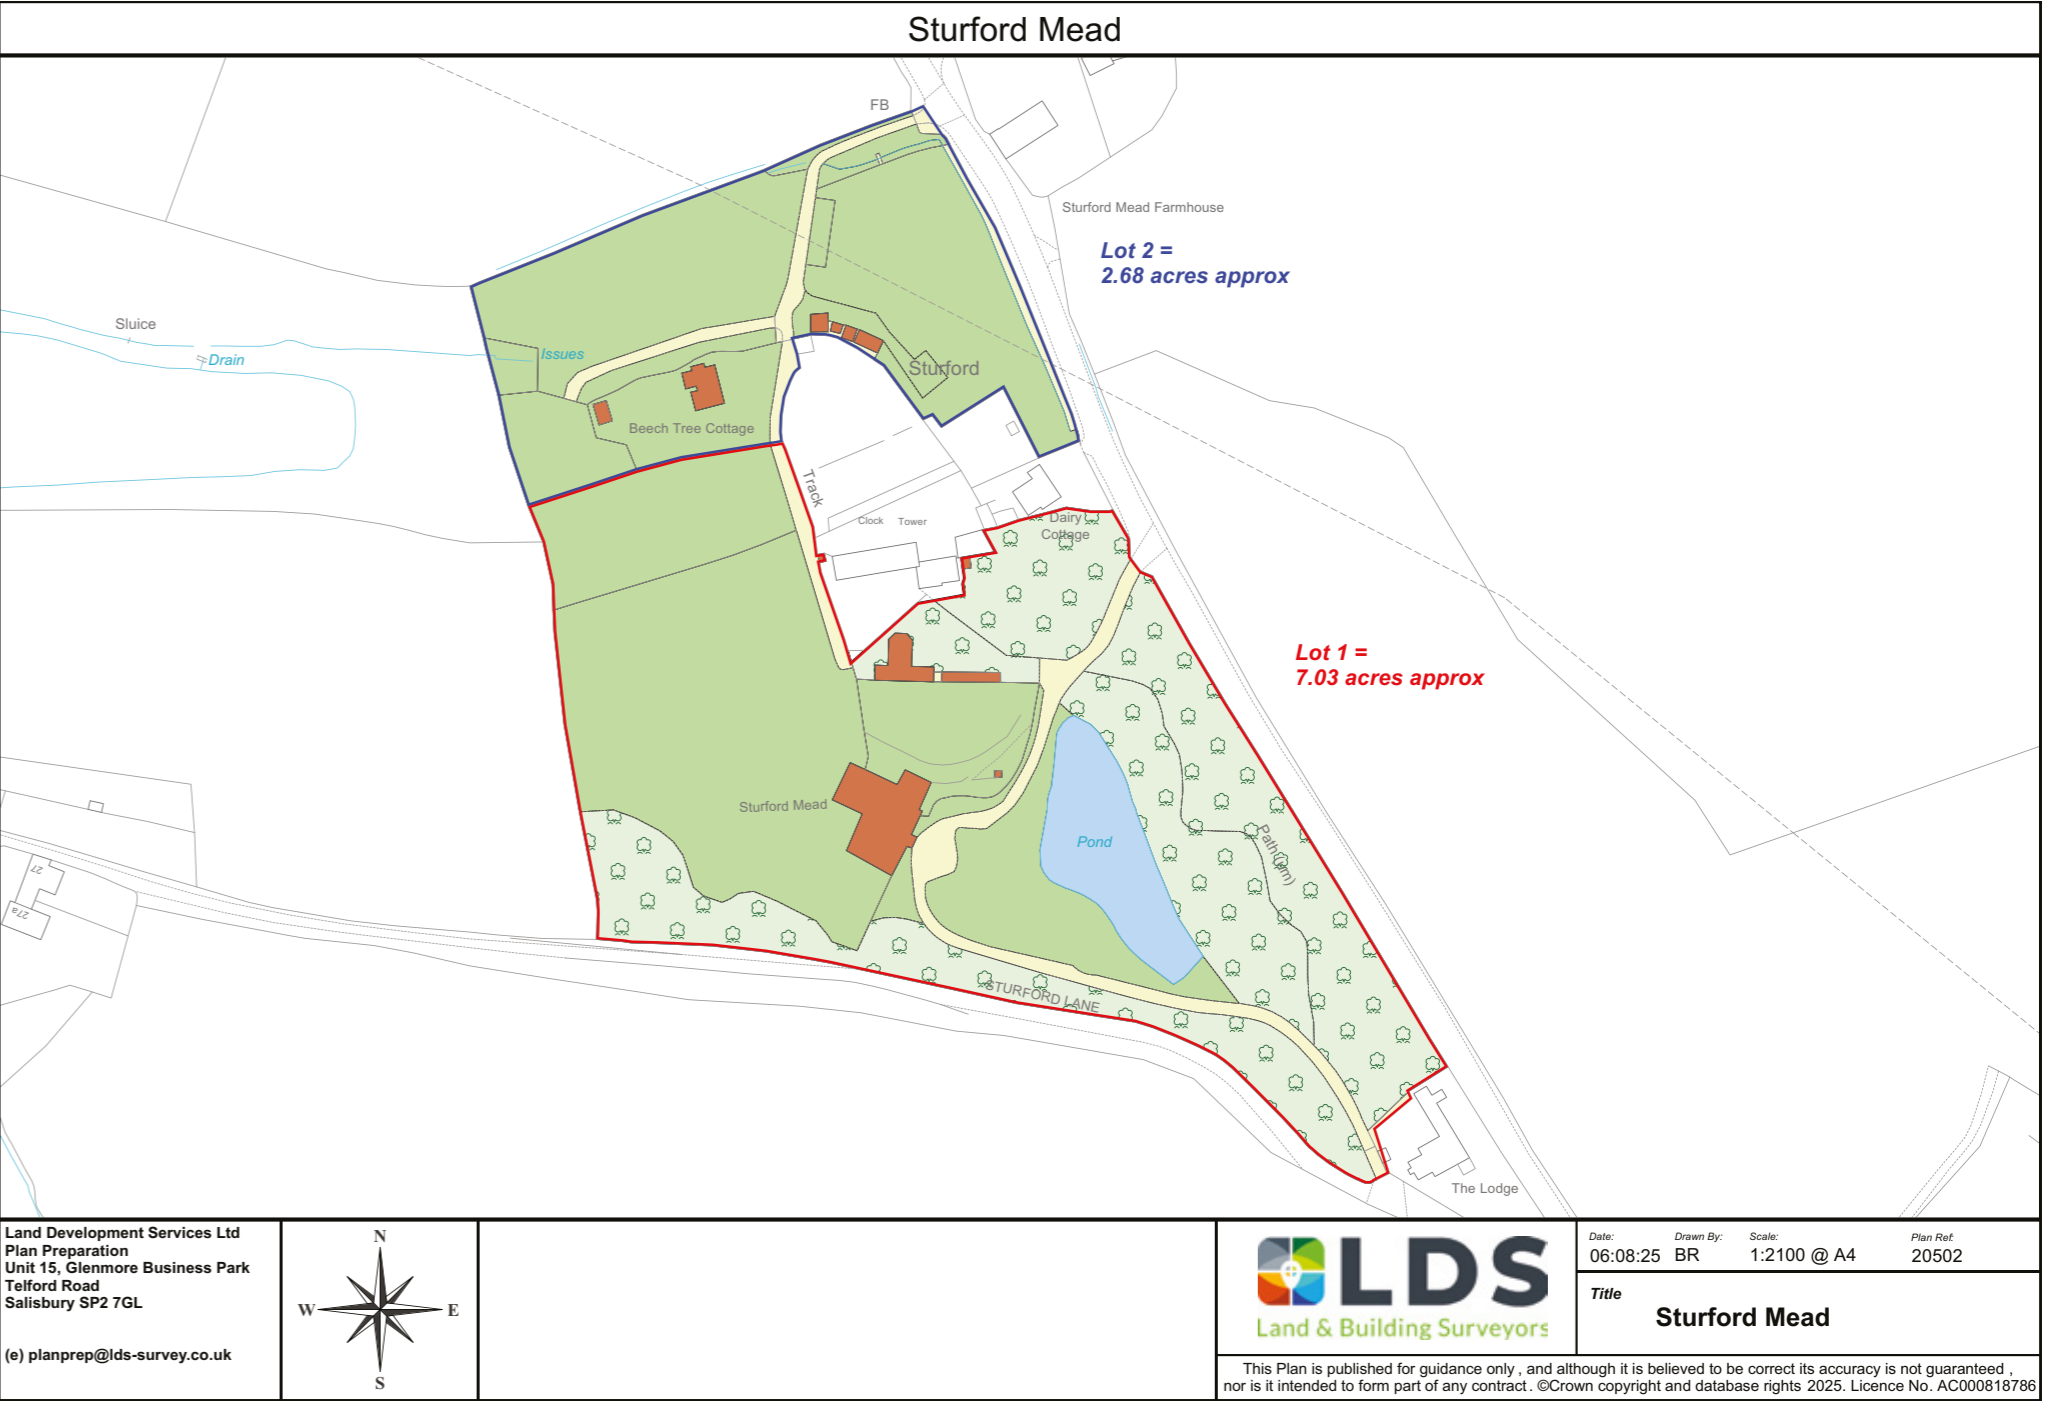 Sturford Mead
FB
Sturford Mead Farmhouse
Lot 2 =
2.68 acres approx
Sluice
Drain
Issues
Sturford
Beech Tree Cottage
Track
Clock Tower
Dairy
Cottage
Lot 1 =
7.03 acres approx
Sturford Mead
Pond
Path (um)
27
27a
STURFORD LANE
The Lodge
Land Development Services Ltd
Plan Preparation
Unit 15, Glenmore Business Park
Telford Road
Salisbury SP2 7GL
(e) planprep@lds-survey.co.uk
N
W
E
S
LDS
Land & Building Surveyors
Date:
06:08:25
Drawn By:
BR
Scale:
1:2100 @ A4
Plan Ref:
20502
Title
Sturford Mead
This Plan is published for guidance only , and although it is believed to be correct its accuracy is not guaranteed ,
nor is it intended to form part of any contract . ©Crown copyright and database rights 2025. Licence No. AC000818786